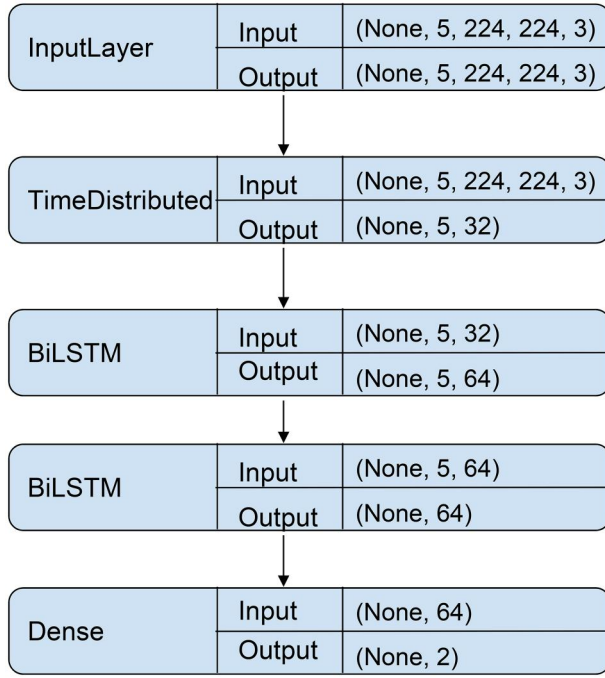 InputLayer Input (None, 5, 224, 224, 3)
Output (None, 5, 224, 224, 3)
TimeDistributed Input (None, 5, 224, 224, 3)
Output (None, 5, 32)
BiLSTM Input (None, 5, 32)
Output (None, 5, 64)
BiLSTM Input (None, 5, 64)
Output (None, 64)
Dense Input (None, 64)
Output (None, 2)